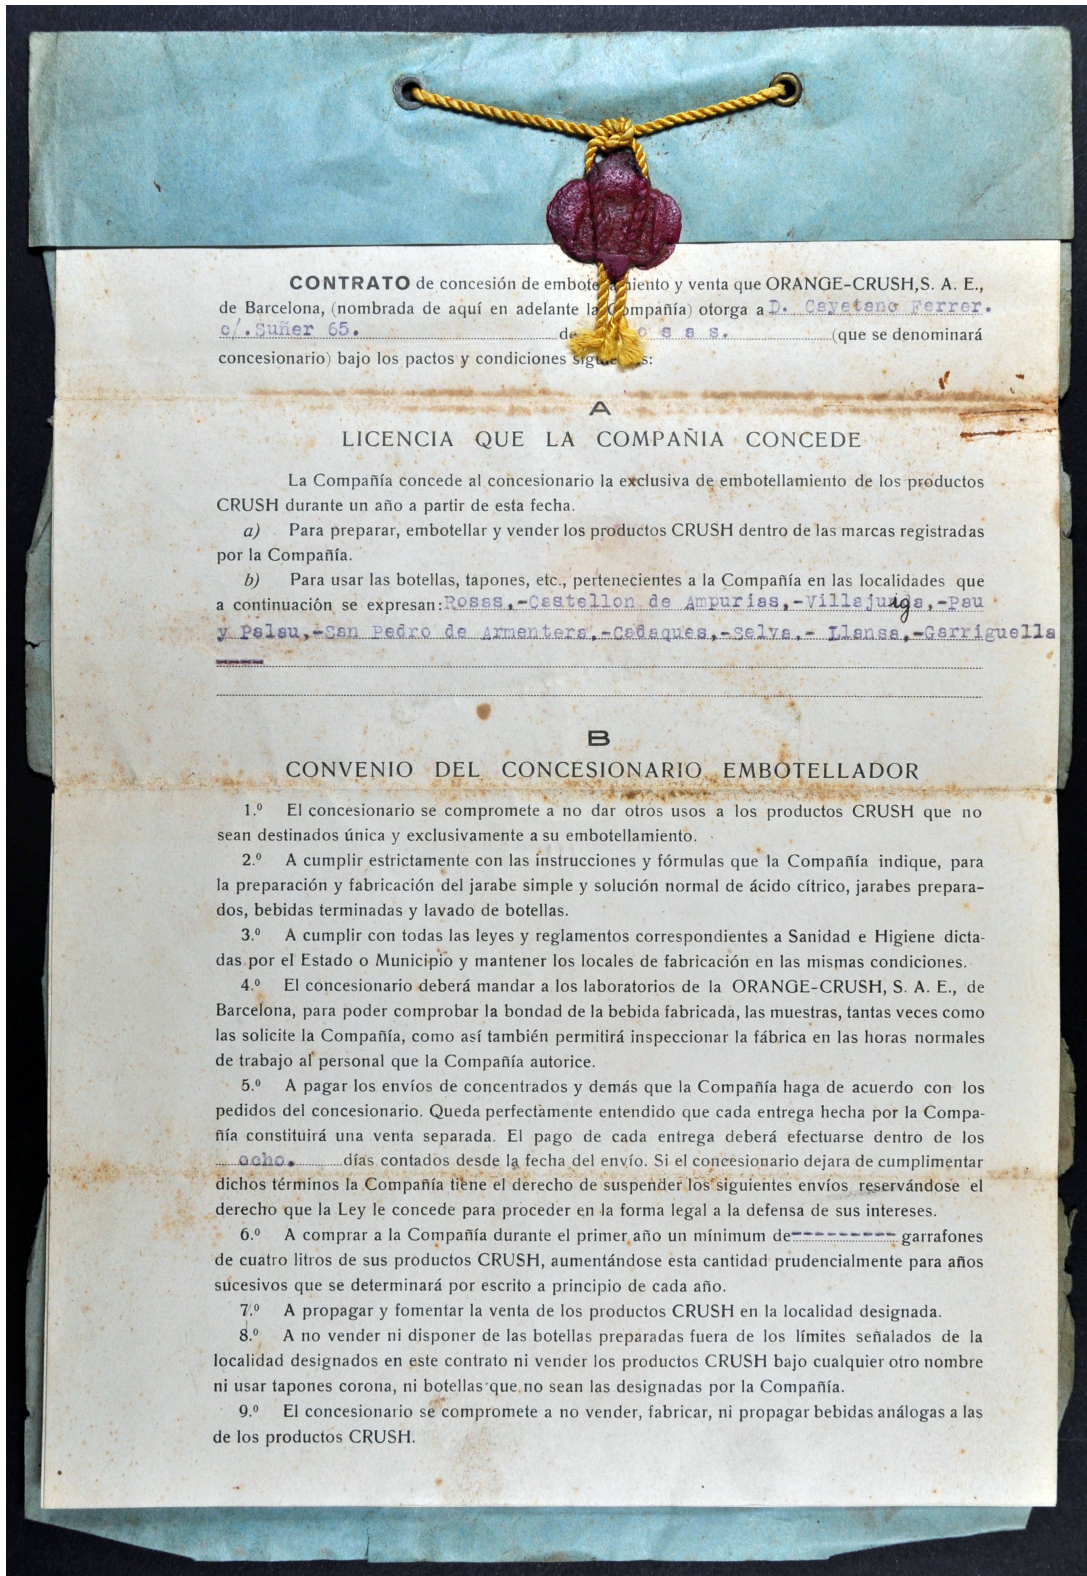 CONTRATO de concesión de embotellamiento y venta que ORANGE-CRUSH, S. A. E.,
de Barcelona, (nombrada de aquí en adelante la Compañía) otorga a D. Cayetano Ferrer.
c/. Suñer 65. de osas. (que se denominará
concesionario) bajo los pactos y condiciones siguientes:
A
LICENCIA QUE LA COMPAÑIA CONCEDE
La Compañía concede al concesionario la exclusiva de embotellamiento de los productos
CRUSH durante un año a partir de esta fecha.
a) Para preparar, embotellar y vender los productos CRUSH dentro de las marcas registradas
por la Compañía.
b) Para usar las botellas, tapones, etc., pertenecientes a la Compañía en las localidades que
a continuación se expresan: Rosas,-Castellon de Ampurias,-Villajuiga,-Pau
y Palau,-San Pedro de Armentera,-Cadaques,-Selva,- Llansa,-Garriguella
B
CONVENIO DEL CONCESIONARIO EMBOTELLADOR
1.º El concesionario se compromete a no dar otros usos a los productos CRUSH que no
sean destinados única y exclusivamente a su embotellamiento.
2.º A cumplir estrictamente con las instrucciones y fórmulas que la Compañía indique, para
la preparación y fabricación del jarabe simple y solución normal de ácido cítrico, jarabes prepara-
dos, bebidas terminadas y lavado de botellas.
3.º A cumplir con todas las leyes y reglamentos correspondientes a Sanidad e Higiene dicta-
das por el Estado o Municipio y mantener los locales de fabricación en las mismas condiciones.
4.º El concesionario deberá mandar a los laboratorios de la ORANGE-CRUSH, S. A. E., de
Barcelona, para poder comprobar la bondad de la bebida fabricada, las muestras, tantas veces como
las solicite la Compañía, como así también permitirá inspeccionar la fábrica en las horas normales
de trabajo al personal que la Compañía autorice.
5.º A pagar los envíos de concentrados y demás que la Compañía haga de acuerdo con los
pedidos del concesionario. Queda perfectamente entendido que cada entrega hecha por la Compa-
ñía constituirá una venta separada. El pago de cada entrega deberá efectuarse dentro de los
ocho. días contados desde la fecha del envío. Si el concesionario dejara de cumplimentar
dichos términos la Compañía tiene el derecho de suspender los siguientes envíos reservándose el
derecho que la Ley le concede para proceder en la forma legal a la defensa de sus intereses.
6.º A comprar a la Compañía durante el primer año un mínimum de--------- garrafones
de cuatro litros de sus productos CRUSH, aumentándose esta cantidad prudencialmente para años
sucesivos que se determinará por escrito a principio de cada año.
7.º A propagar y fomentar la venta de los productos CRUSH en la localidad designada.
8.º A no vender ni disponer de las botellas preparadas fuera de los límites señalados de la
localidad designados en este contrato ni vender los productos CRUSH bajo cualquier otro nombre
ni usar tapones corona, ni botellas que no sean las designadas por la Compañía.
9.º El concesionario se compromete a no vender, fabricar, ni propagar bebidas análogas a las
de los productos CRUSH.